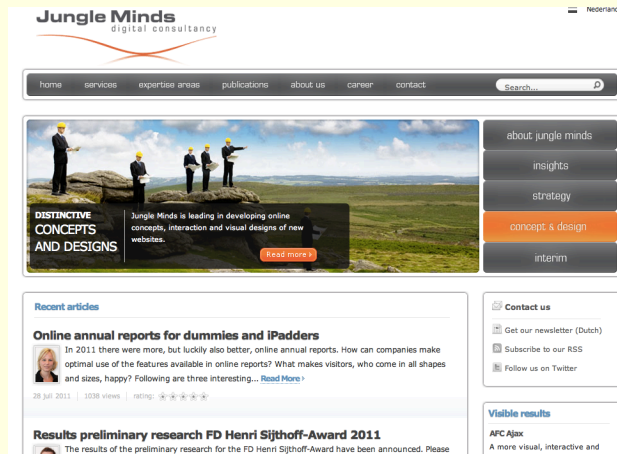 Nederland
Jungle Minds
digital consultancy
home services expertise areas publications about us career contact
Search...
about jungle minds
insights
strategy
concept & design
interim
DISTINCTIVE
CONCEPTS
AND DESIGNS
Jungle Minds is leading in developing online
concepts, interaction and visual designs of new
websites.
Read more
Recent articles
Online annual reports for dummies and iPadders
In 2011 there were more, but luckily also better, online annual reports. How can companies make
optimal use of the features available in online reports? What makes visitors, who come in all shapes
and sizes, happy? Following are three interesting... Read More
28 juli 2011 | 1038 views | rating:
Results preliminary research FD Henri Sijthoff-Award 2011
The results of the preliminary research for the FD Henri Sijthoff-Award have been announced. Please
Contact us
Get our newsletter (Dutch)
Subscribe to our RSS
Follow us on Twitter
Visible results
AFC Ajax
A more visual, interactive and